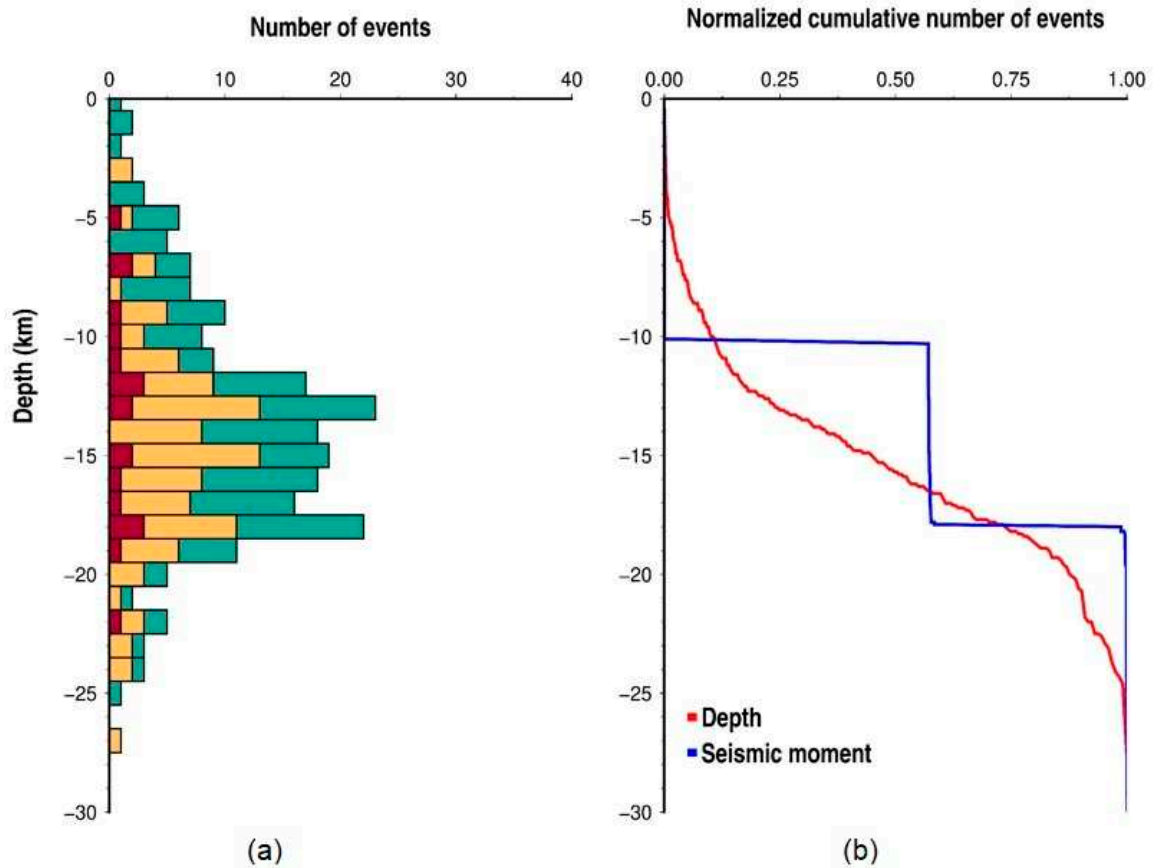 Number of events
0 10 20 30 40
Depth (km)
0
−5
−10
−15
−20
−25
−30
(a)
Normalized cumulative number of events
0.00 0.25 0.50 0.75 1.00
0
−5
−10
−15
−20
−25
−30
Depth
Seismic moment
(b)